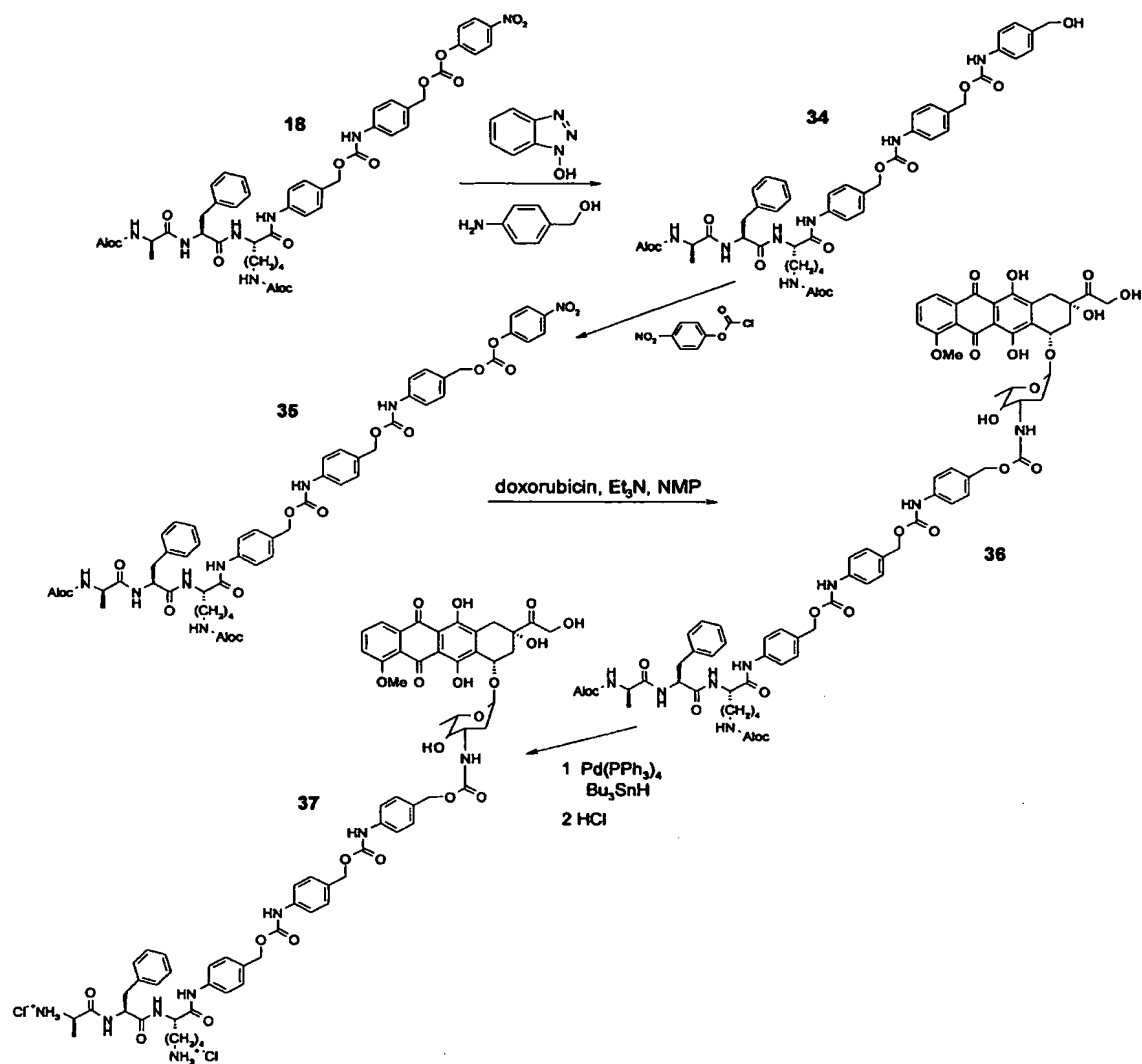 NO₂
O
O
O
HN
O
O
18
N
N
N
OH
H₂N
OH
34
OH
HN
O
O
HN
O
O
Aloc
H
N
O
N
H
O
H
N
O
HN
(CH₂)₄
HN
Aloc
Aloc
H
N
O
N
H
O
H
N
O
HN
(CH₂)₄
HN
Aloc
NO₂
O
Cl
O
NO₂
O
O
O
HN
O
O
HN
O
O
35
O
OH
O
OH
OH
OMe
O
OH
O
O
HO
HN
O
O
HN
O
O
HN
O
O
36
doxorubicin, Et₃N, NMP
Aloc
H
N
O
N
H
O
H
N
O
HN
(CH₂)₄
HN
Aloc
Aloc
H
N
O
N
H
O
H
N
O
HN
(CH₂)₄
HN
Aloc
O
OH
O
OH
OH
OMe
O
OH
O
O
HO
HN
O
O
37
1 Pd(PPh₃)₄
Bu₃SnH
2 HCl
HN
O
O
HN
O
O
Cl⁻⁺NH₃
O
N
H
O
H
N
O
HN
(CH₂)₄
NH₃⁺⁻Cl